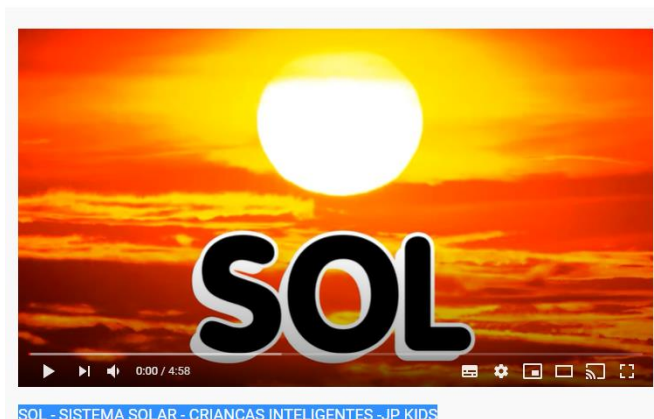 SOL
0:00 / 4:58
SOL - SISTEMA SOLAR - CRIANÇAS INTELIGENTES -JP KIDS